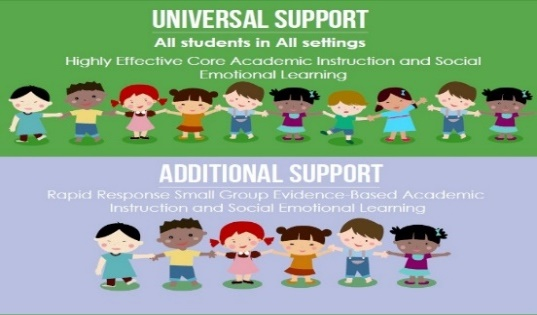 UNIVERSAL SUPPORT
All students in All settings
Highly Effective Core Academic Instruction and Social
Emotional Learning
ADDITIONAL SUPPORT
Rapid Response Small Group Evidence-Based Academic
Instruction and Social Emotional Learning